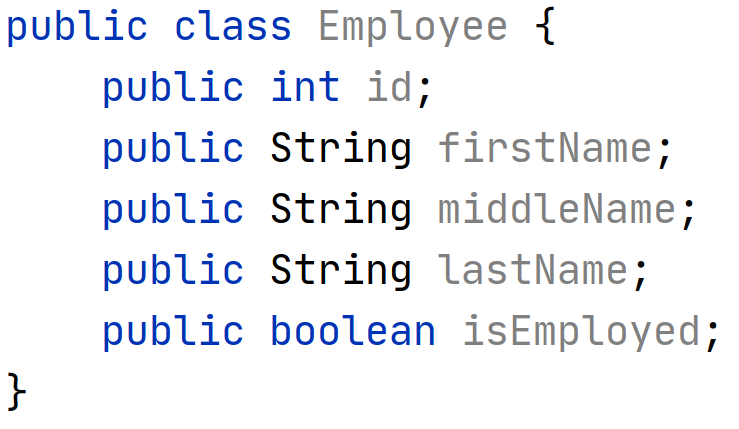 public class Employee {
    public int id;
    public String firstName;
    public String middleName;
    public String lastName;
    public boolean isEmployed;
}